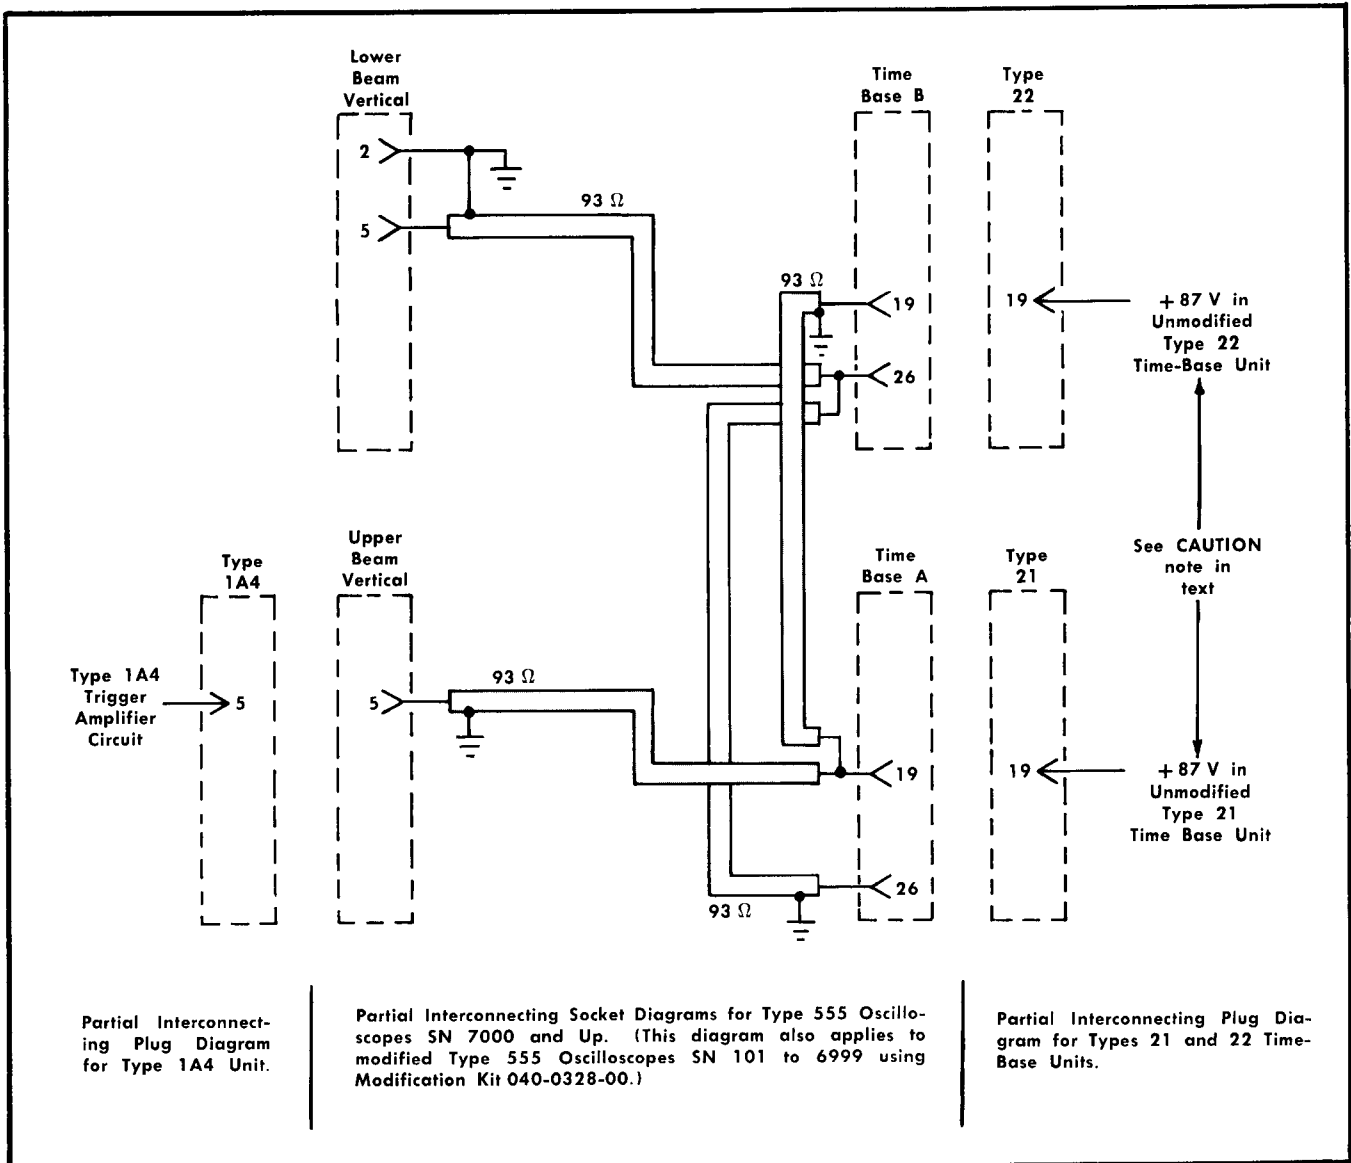 Lower
Beam
Vertical
2
5
93 Ω
Time
Base B
19
26
93 Ω
Type
22
19
+87 V in
Unmodified
Type 22
Time-Base Unit
See CAUTION
note in
text
Type 1A4
Trigger
Amplifier
Circuit
Type
1A4
5
Upper
Beam
Vertical
5
93 Ω
93 Ω
Time
Base A
19
26
Type
21
19
+87 V in
Unmodified
Type 21
Time Base Unit
Partial Interconnect-
ing Plug Diagram
for Type 1A4 Unit.
Partial Interconnecting Socket Diagrams for Type 555 Oscillo-
scopes SN 7000 and Up. (This diagram also applies to
modified Type 555 Oscilloscopes SN 101 to 6999 using
Modification Kit 040-0328-00.)
Partial Interconnecting Plug Dia-
gram for Types 21 and 22 Time-
Base Units.